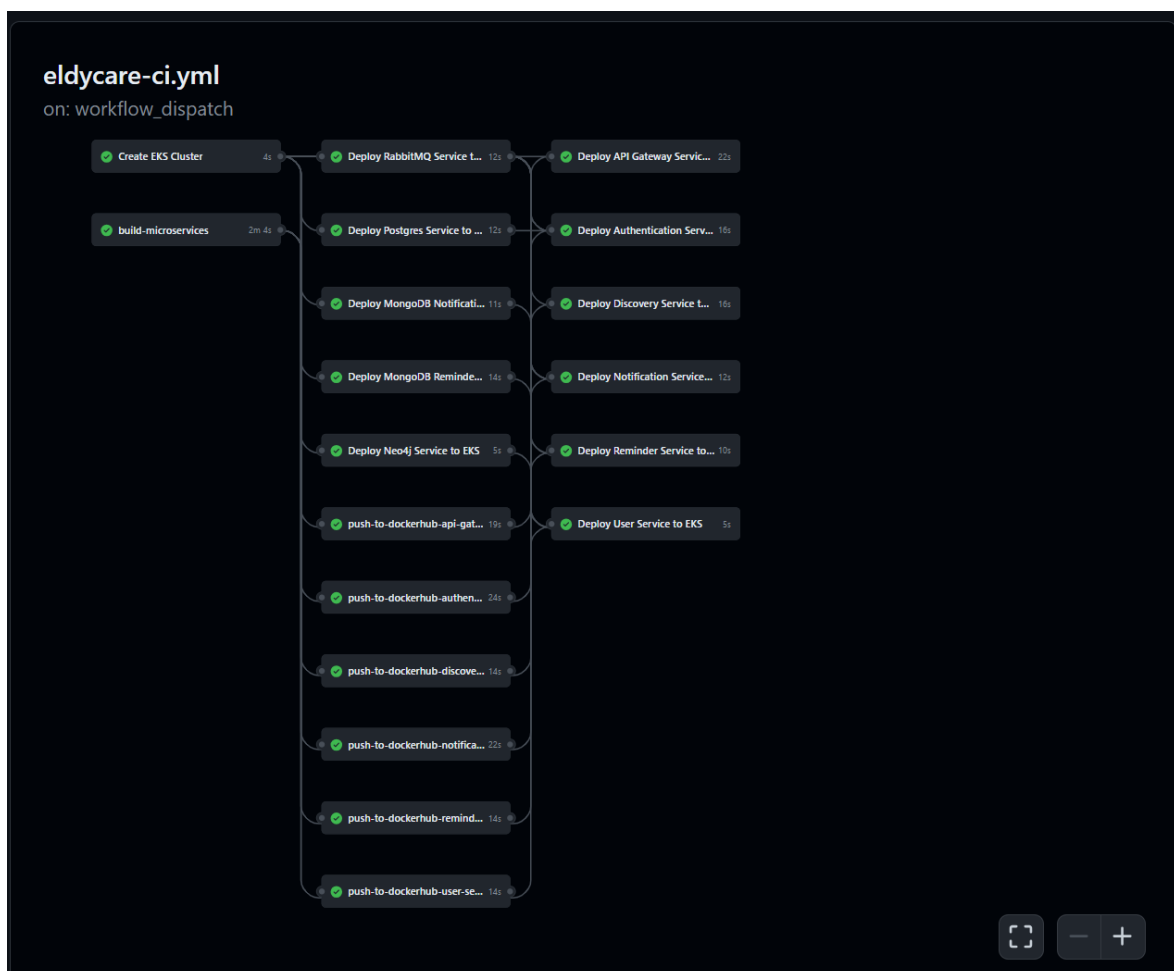 eldycare-ci.yml
on: workflow_dispatch
Create EKS Cluster 4s
build-microservices 2m 4s
Deploy RabbitMQ Service t... 12s
Deploy Postgres Service to ... 12s
Deploy MongoDB Notificati... 11s
Deploy MongoDB Reminde... 14s
Deploy Neo4j Service to EKS 5s
push-to-dockerhub-api-gat... 19s
push-to-dockerhub-authen... 24s
push-to-dockerhub-discove... 14s
push-to-dockerhub-notifica... 22s
push-to-dockerhub-remind... 14s
push-to-dockerhub-user-se... 14s
Deploy API Gateway Servic... 22s
Deploy Authentication Serv... 16s
Deploy Discovery Service t... 16s
Deploy Notification Service... 12s
Deploy Reminder Service to... 10s
Deploy User Service to EKS 5s